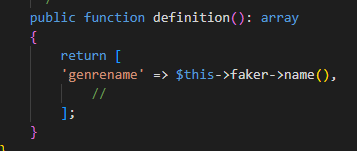 public function definition(): array
{
return [
'genrename' => $this->faker->name(),
//
];
}